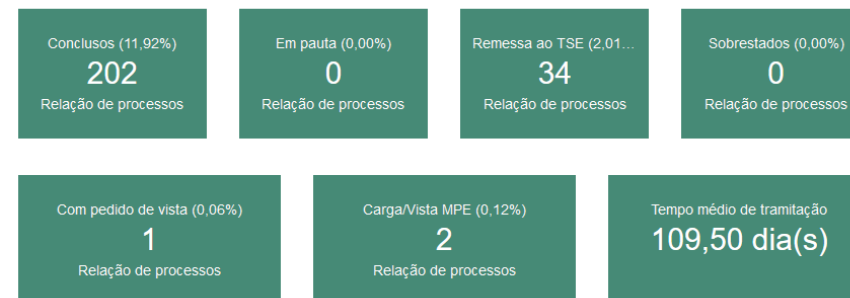 Conclusos (11,92%)
202
Relação de processos
Em pauta (0,00%)
0
Relação de processos
Remessa ao TSE (2,01...
34
Relação de processos
Sobrestados (0,00%)
0
Relação de processos
Com pedido de vista (0,06%)
1
Relação de processos
Carga/Vista MPE (0,12%)
2
Relação de processos
Tempo médio de tramitação
109,50 dia(s)